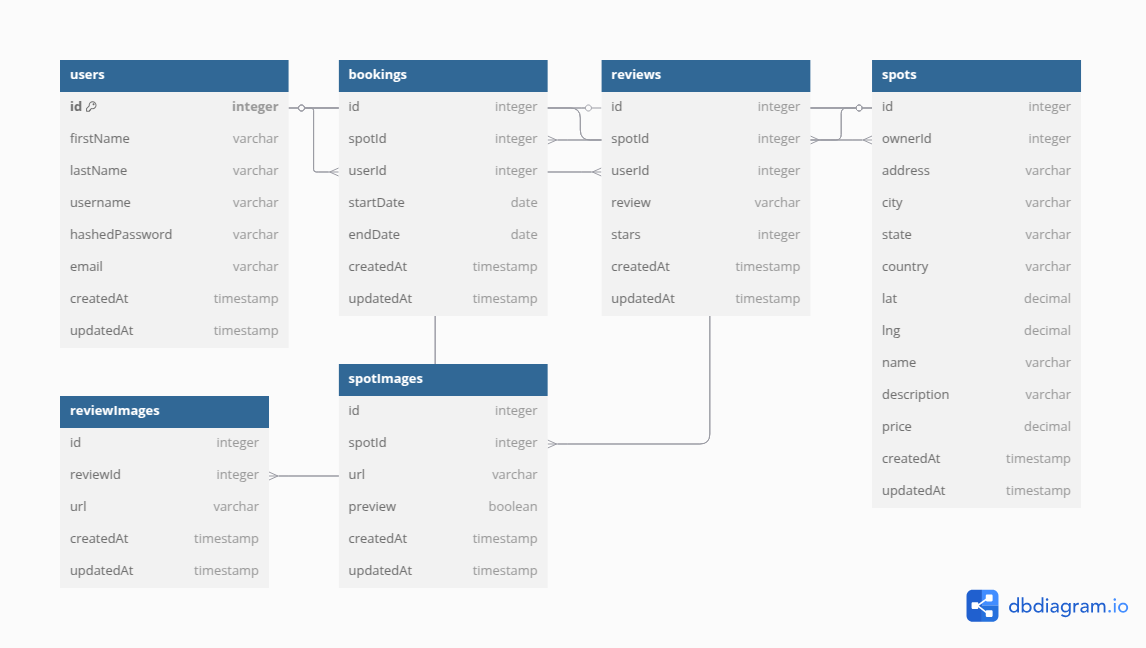 users
id integer
firstName varchar
lastName varchar
username varchar
hashedPassword varchar
email varchar
createdAt timestamp
updatedAt timestamp
bookings
id integer
spotId integer
userId integer
startDate date
endDate date
createdAt timestamp
updatedAt timestamp
reviews
id integer
spotId integer
userId integer
review varchar
stars integer
createdAt timestamp
updatedAt timestamp
spots
id integer
ownerId integer
address varchar
city varchar
state varchar
country varchar
lat decimal
lng decimal
name varchar
description varchar
price decimal
createdAt timestamp
updatedAt timestamp
reviewImages
id integer
reviewId integer
url varchar
createdAt timestamp
updatedAt timestamp
spotImages
id integer
spotId integer
url varchar
preview boolean
createdAt timestamp
updatedAt timestamp
dbdiagram.io